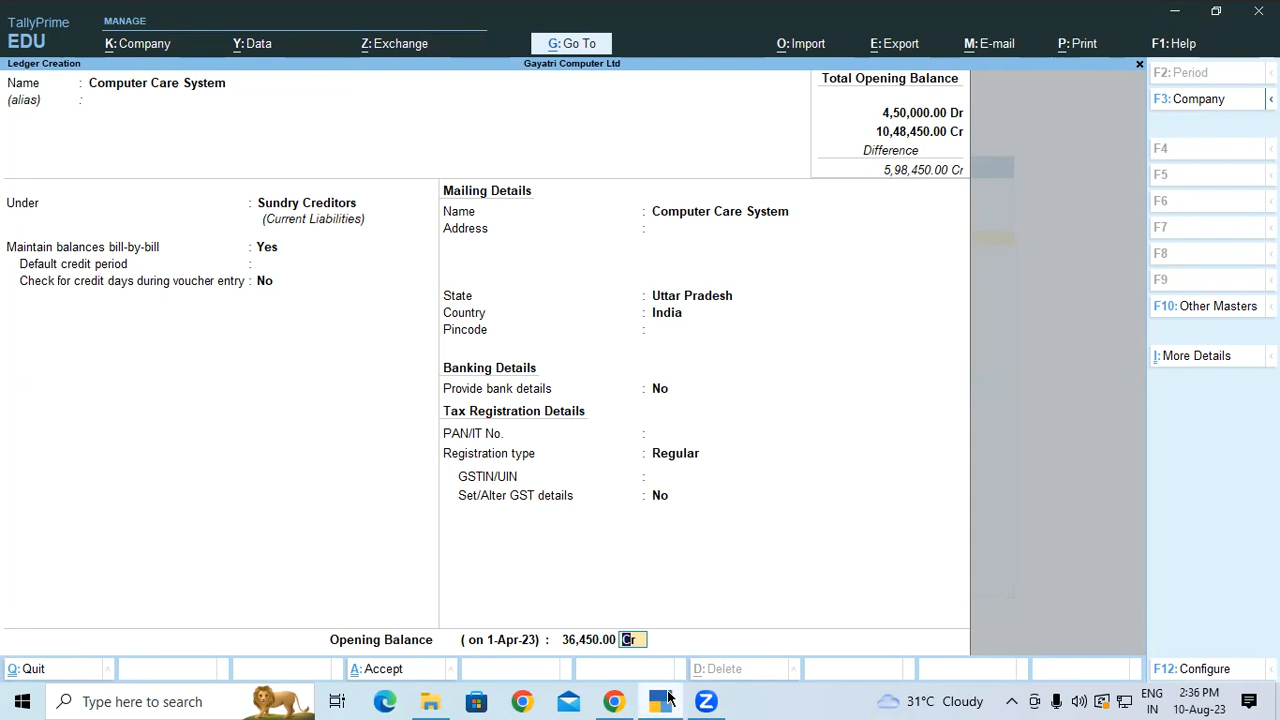 TallyPrime
EDU
MANAGE
K:Company
Y:Data
Z:Exchange
G:Go To
O:Import
E:Export
M:E-mail
P:Print
F1:Help
Ledger Creation
Gayatri Computer Ltd
Name : Computer Care System
(alias) :
Total Opening Balance
4,50,000.00 Dr
10,48,450.00 Cr
Difference
5,98,450.00 Cr
Under : Sundry Creditors
(Current Liabilities)
Maintain balances bill-by-bill : Yes
Default credit period :
Check for credit days during voucher entry : No
Mailing Details
Name : Computer Care System
Address :
State : Uttar Pradesh
Country : India
Pincode :
Banking Details
Provide bank details : No
Tax Registration Details
PAN/IT No. :
Registration type : Regular
GSTIN/UIN :
Set/Alter GST details : No
Opening Balance ( on 1-Apr-23) : 36,450.00 Cr
F2: Period
F3: Company
F4
F5
F6
F7
F8
F9
F10: Other Masters
I: More Details
F12: Configure
Q: Quit
A: Accept
D: Delete
Type here to search
31°C Cloudy
ENG
IN
2:36 PM
10-Aug-23